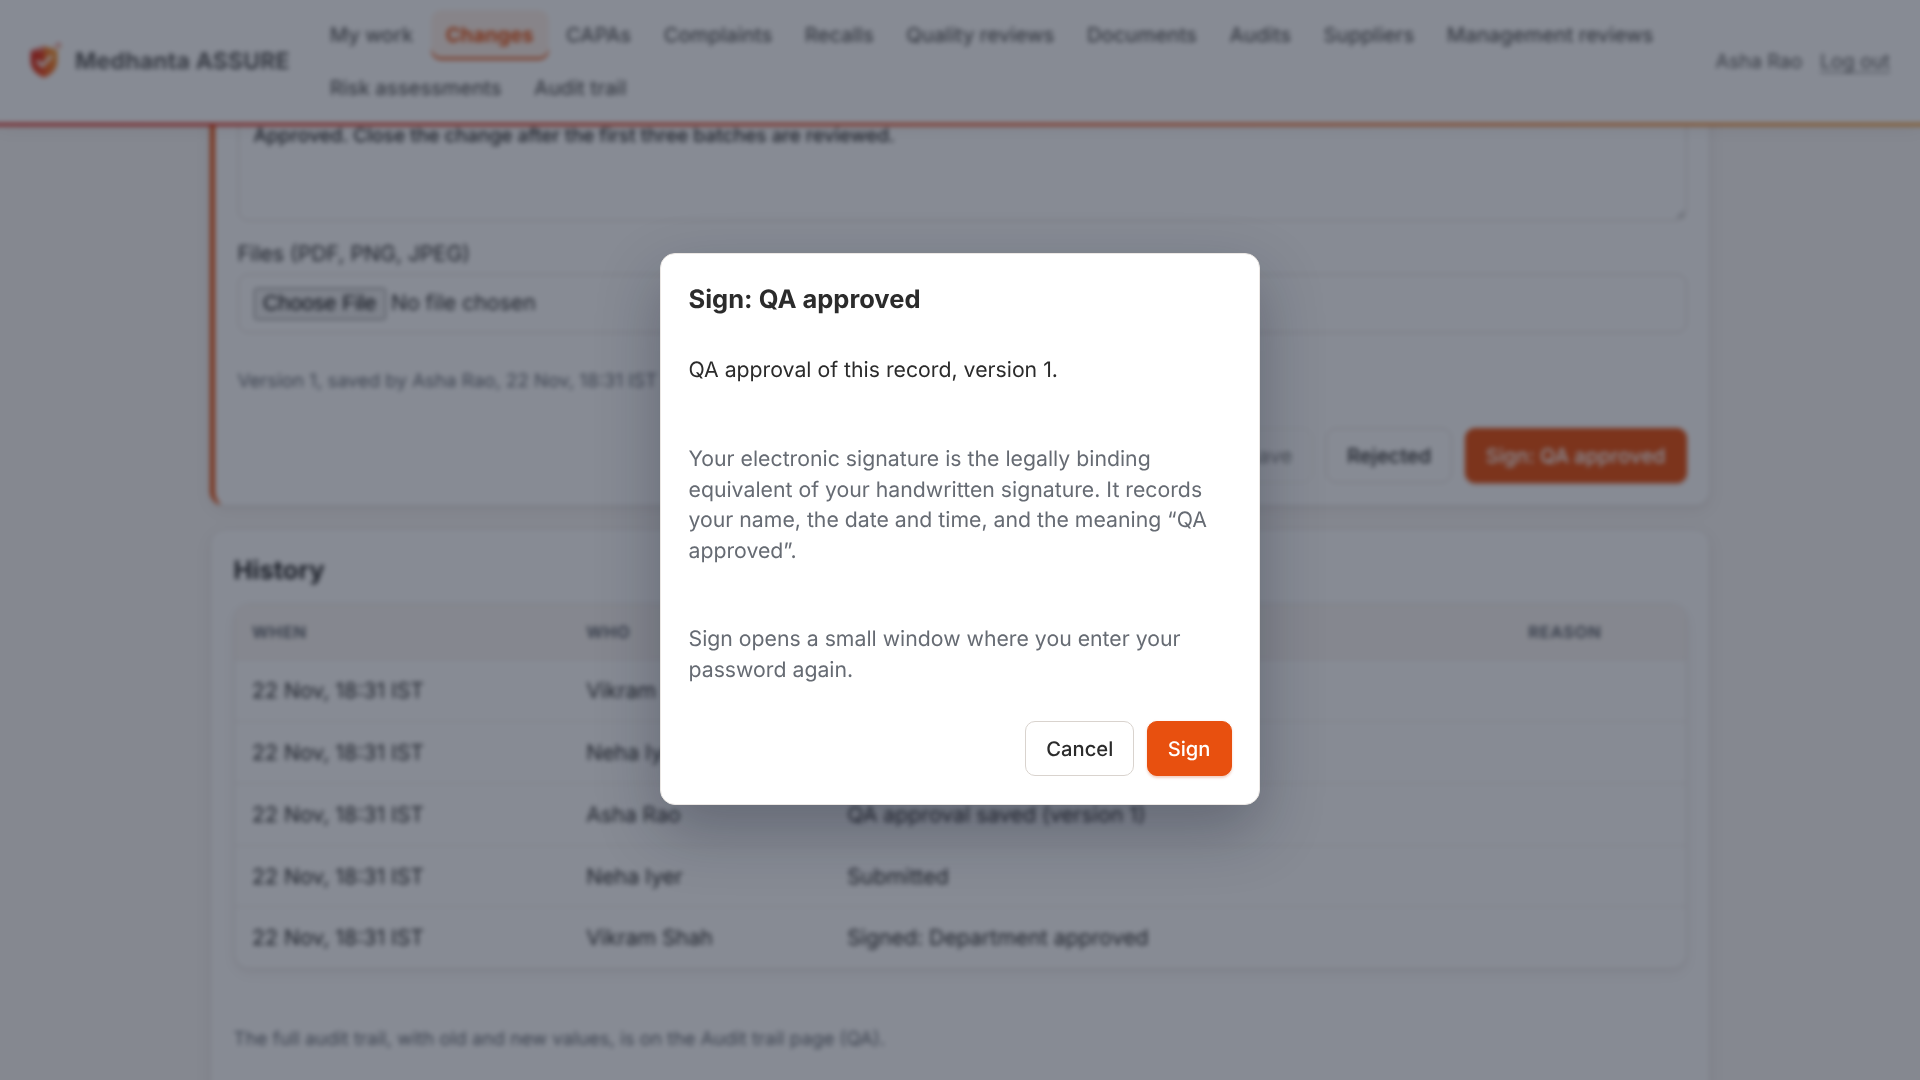 My work
Changes
CAPAs
Complaints
Recalls
Quality reviews
Documents
Audits
Suppliers
Management reviews
Medhanta ASSURE
Asha Rao
Log out
Risk assessments
Audit trail
Approved. Close the change after the first three batches are reviewed.
Files (PDF, PNG, JPEG)
Choose File No file chosen
Version 1, saved by Asha Rao, 22 Nov, 18:31 IST
Rejected
Sign: QA approved
Sign: QA approved
QA approval of this record, version 1.
Your electronic signature is the legally binding
equivalent of your handwritten signature. It records
your name, the date and time, and the meaning “QA
approved”.
Sign opens a small window where you enter your
password again.
Cancel
Sign
History
WHEN
WHO
REASON
22 Nov, 18:31 IST
Vikram
22 Nov, 18:31 IST
Neha
22 Nov, 18:31 IST
Asha Rao
QA approval saved (version 1)
22 Nov, 18:31 IST
Neha Iyer
Submitted
22 Nov, 18:31 IST
Vikram Shah
Signed: Department approved
The full audit trail, with old and new values, is on the Audit trail page (QA).